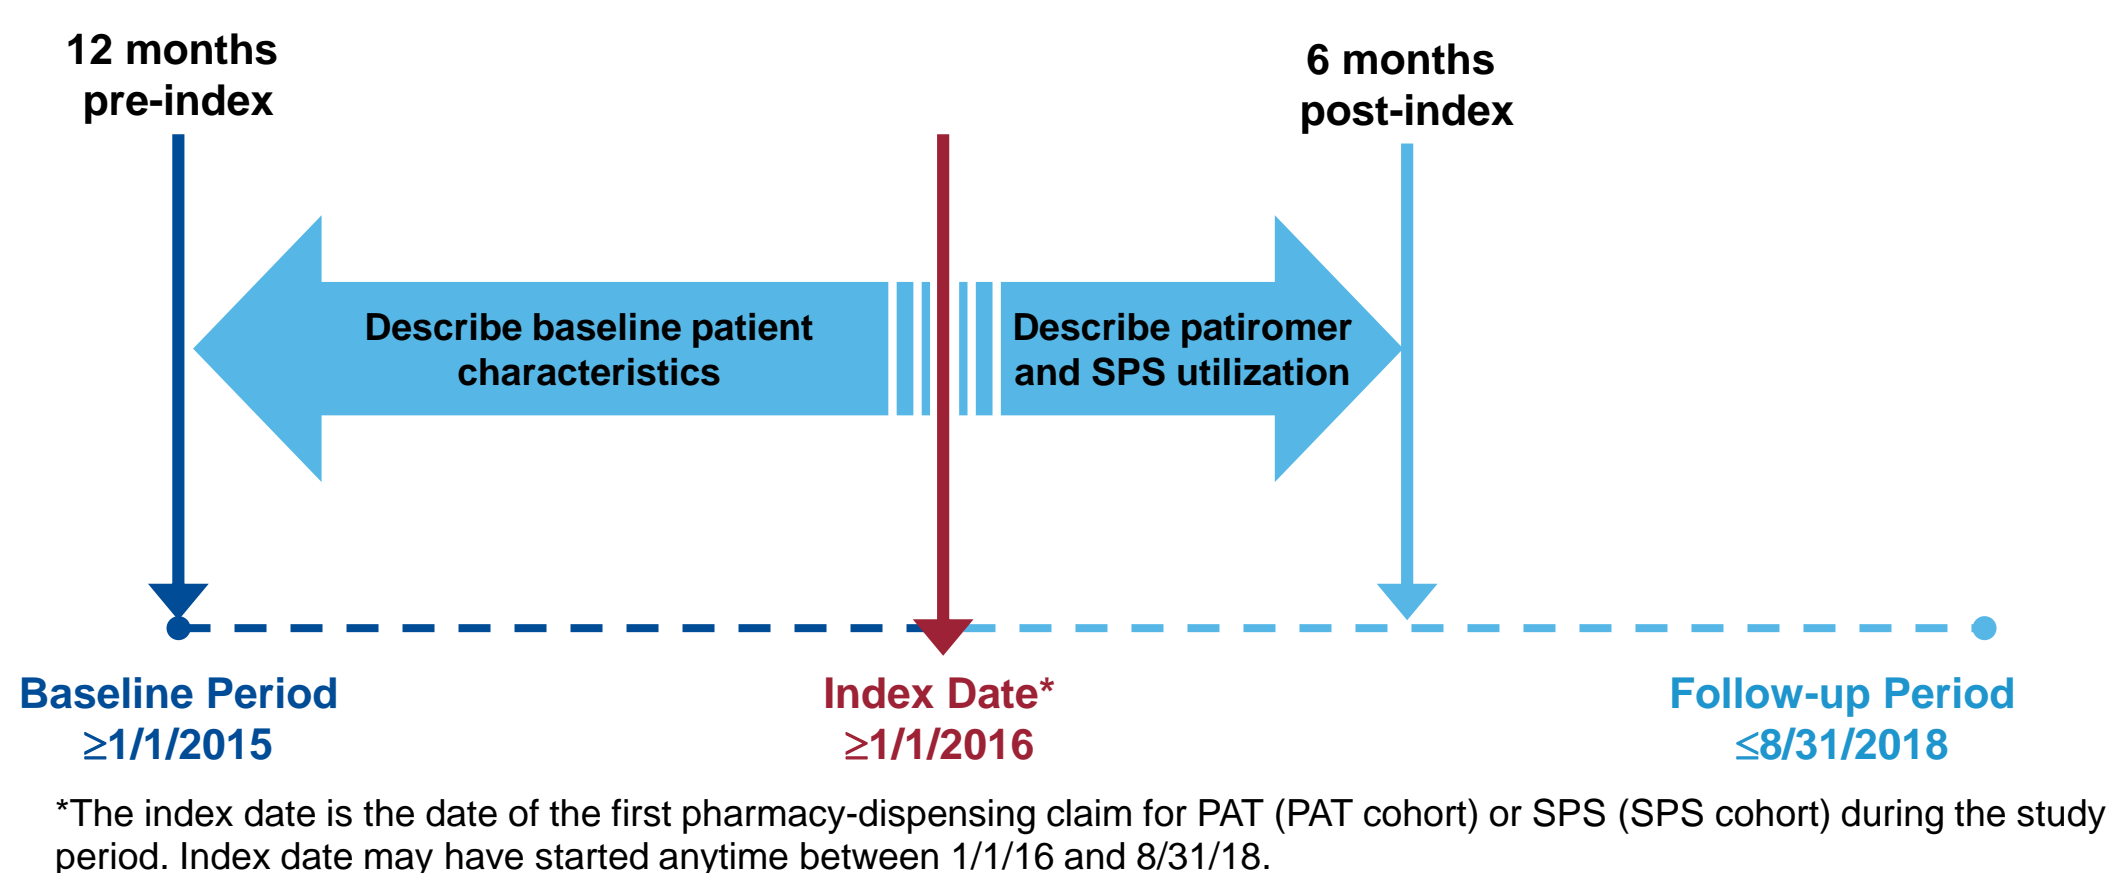 12 months
pre-index
6 months
post-index
Describe baseline patient
characteristics
Describe patiromer
and SPS utilization
Baseline Period
≥1/1/2015
Index Date*
≥1/1/2016
Follow-up Period
≤8/31/2018
*The index date is the date of the first pharmacy-dispensing claim for PAT (PAT cohort) or SPS (SPS cohort) during the study
period. Index date may have started anytime between 1/1/16 and 8/31/18.